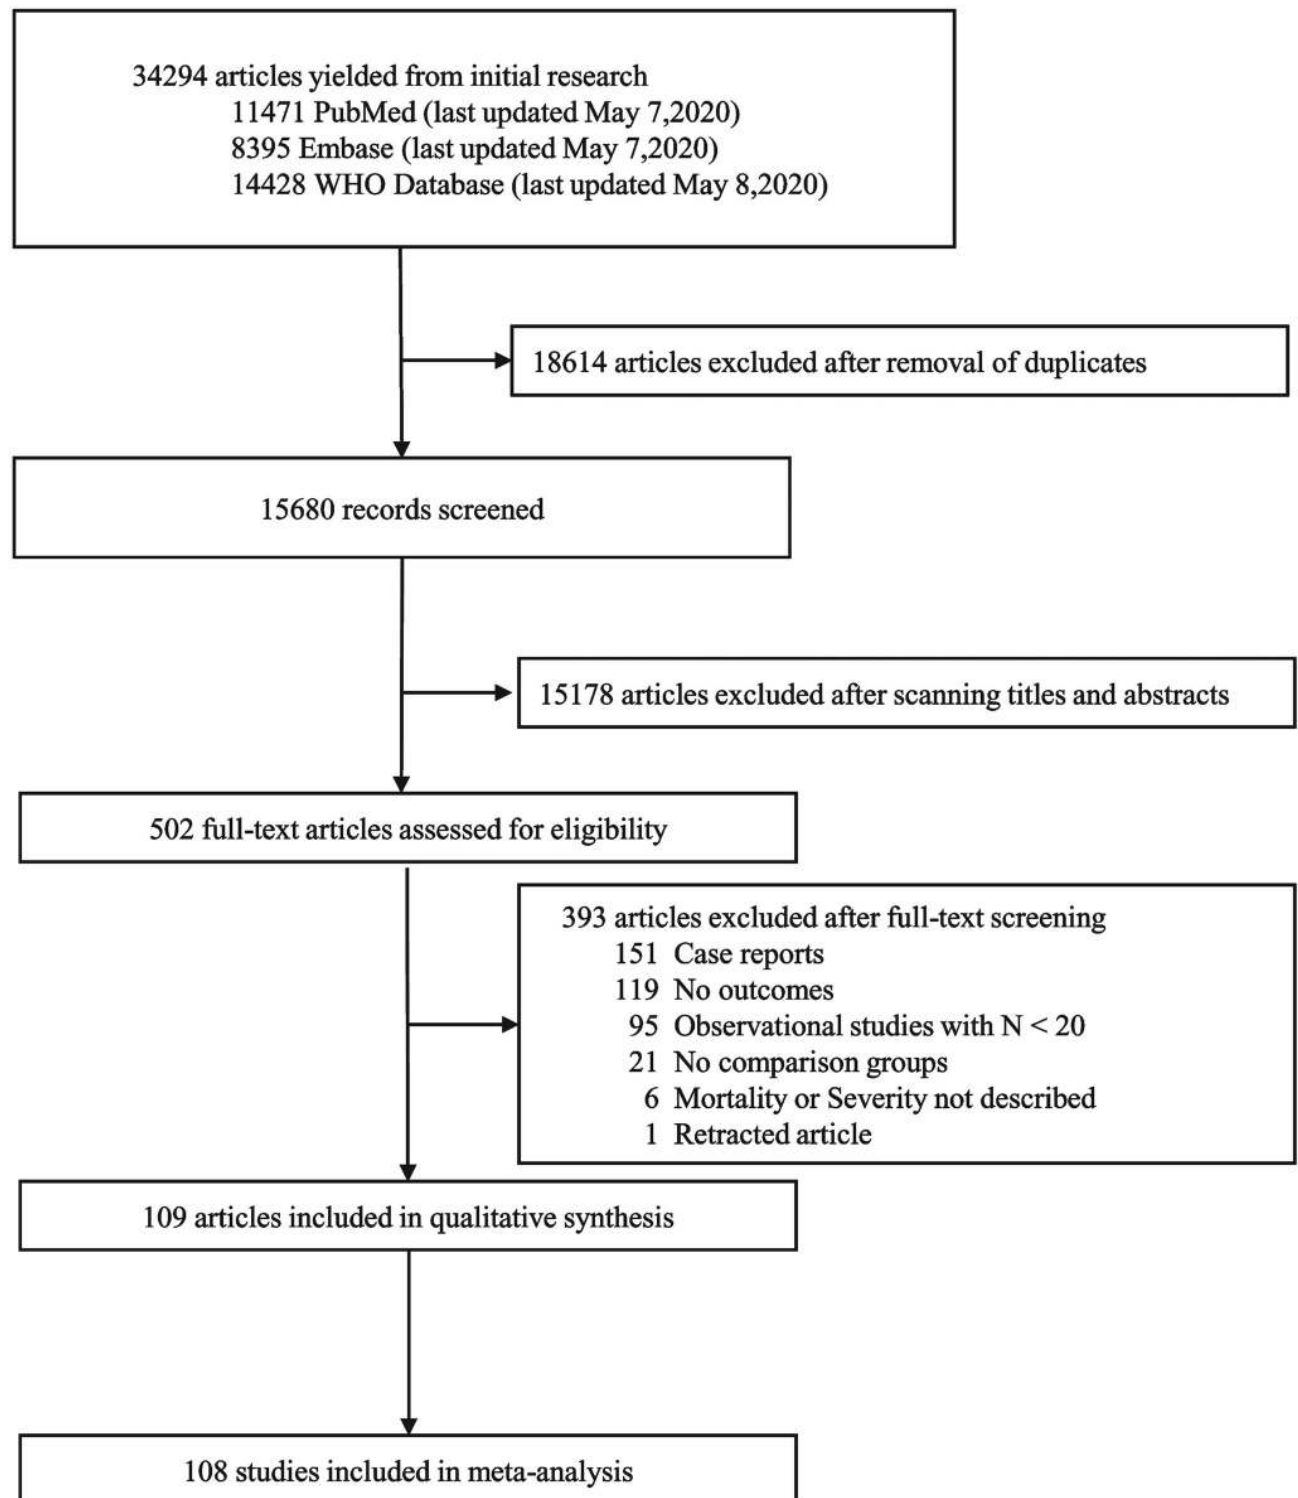 34294 articles yielded from initial research
11471 PubMed (last updated May 7,2020)
8395 Embase (last updated May 7,2020)
14428 WHO Database (last updated May 8,2020)
18614 articles excluded after removal of duplicates
15680 records screened
15178 articles excluded after scanning titles and abstracts
502 full-text articles assessed for eligibility
393 articles excluded after full-text screening
151 Case reports
119 No outcomes
95 Observational studies with N < 20
21 No comparison groups
6 Mortality or Severity not described
1 Retracted article
109 articles included in qualitative synthesis
108 studies included in meta-analysis